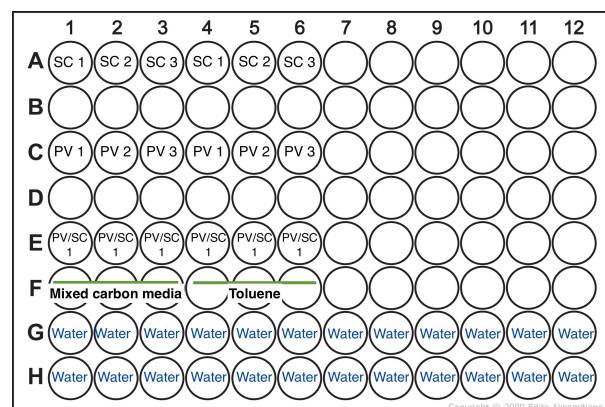 1 2 3 4 5 6 7 8 9 10 11 12
A SC 1 SC 2 SC 3 SC 1 SC 2 SC 3
B
C PV 1 PV 2 PV 3 PV 1 PV 2 PV 3
D
E PV/SC 1 PV/SC 1 PV/SC 1 PV/SC 1 PV/SC 1 PV/SC 1
F Mixed carbon media Toluene
G Water Water Water Water Water Water Water Water Water Water Water Water
H Water Water Water Water Water Water Water Water Water Water Water Water
Copyright © 2009 Edita Aksamitiene